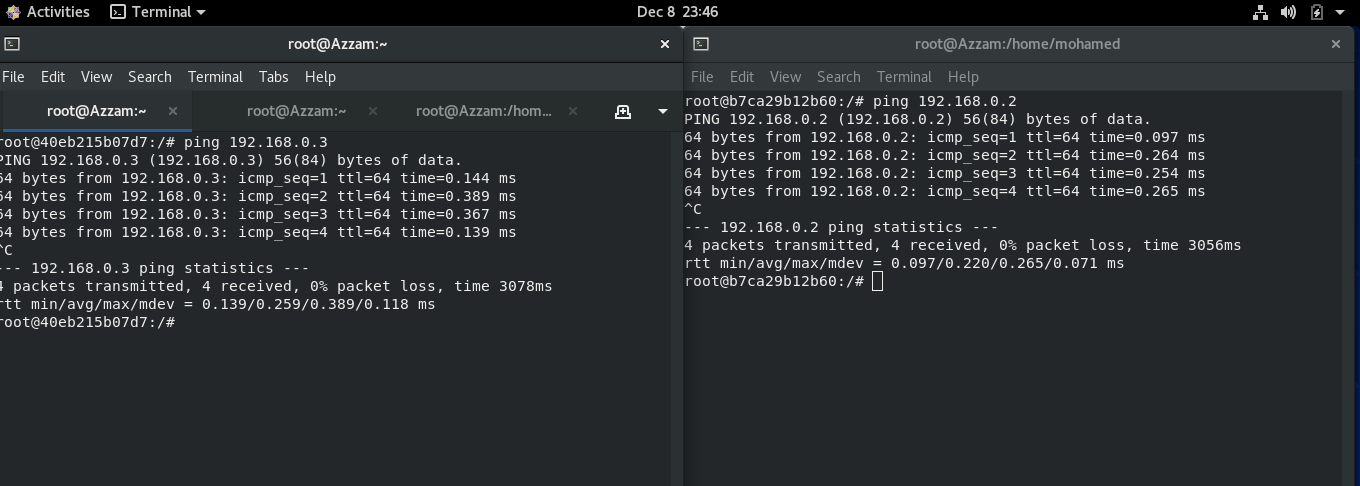 Activities Terminal Dec 8 23:46
root@Azzam:~
File Edit View Search Terminal Tabs Help
root@Azzam:~ root@Azzam:~ root@Azzam:/hom...
root@40eb215b07d7:/# ping 192.168.0.3
PING 192.168.0.3 (192.168.0.3) 56(84) bytes of data.
64 bytes from 192.168.0.3: icmp_seq=1 ttl=64 time=0.144 ms
64 bytes from 192.168.0.3: icmp_seq=2 ttl=64 time=0.389 ms
64 bytes from 192.168.0.3: icmp_seq=3 ttl=64 time=0.367 ms
64 bytes from 192.168.0.3: icmp_seq=4 ttl=64 time=0.139 ms
^C
--- 192.168.0.3 ping statistics ---
4 packets transmitted, 4 received, 0% packet loss, time 3078ms
rtt min/avg/max/mdev = 0.139/0.259/0.389/0.118 ms
root@40eb215b07d7:/#
root@Azzam:/home/mohamed
File Edit View Search Terminal Help
root@b7ca29b12b60:/# ping 192.168.0.2
PING 192.168.0.2 (192.168.0.2) 56(84) bytes of data.
64 bytes from 192.168.0.2: icmp_seq=1 ttl=64 time=0.097 ms
64 bytes from 192.168.0.2: icmp_seq=2 ttl=64 time=0.264 ms
64 bytes from 192.168.0.2: icmp_seq=3 ttl=64 time=0.254 ms
64 bytes from 192.168.0.2: icmp_seq=4 ttl=64 time=0.265 ms
^C
--- 192.168.0.2 ping statistics ---
4 packets transmitted, 4 received, 0% packet loss, time 3056ms
rtt min/avg/max/mdev = 0.097/0.220/0.265/0.071 ms
root@b7ca29b12b60:/#